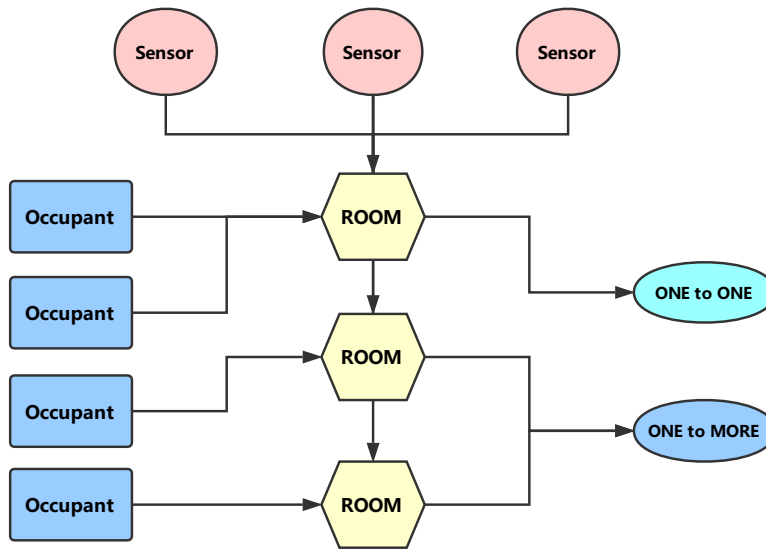 Sensor
Sensor
Sensor
Occupant
ROOM
Occupant
ONE to ONE
ROOM
Occupant
ONE to MORE
Occupant
ROOM